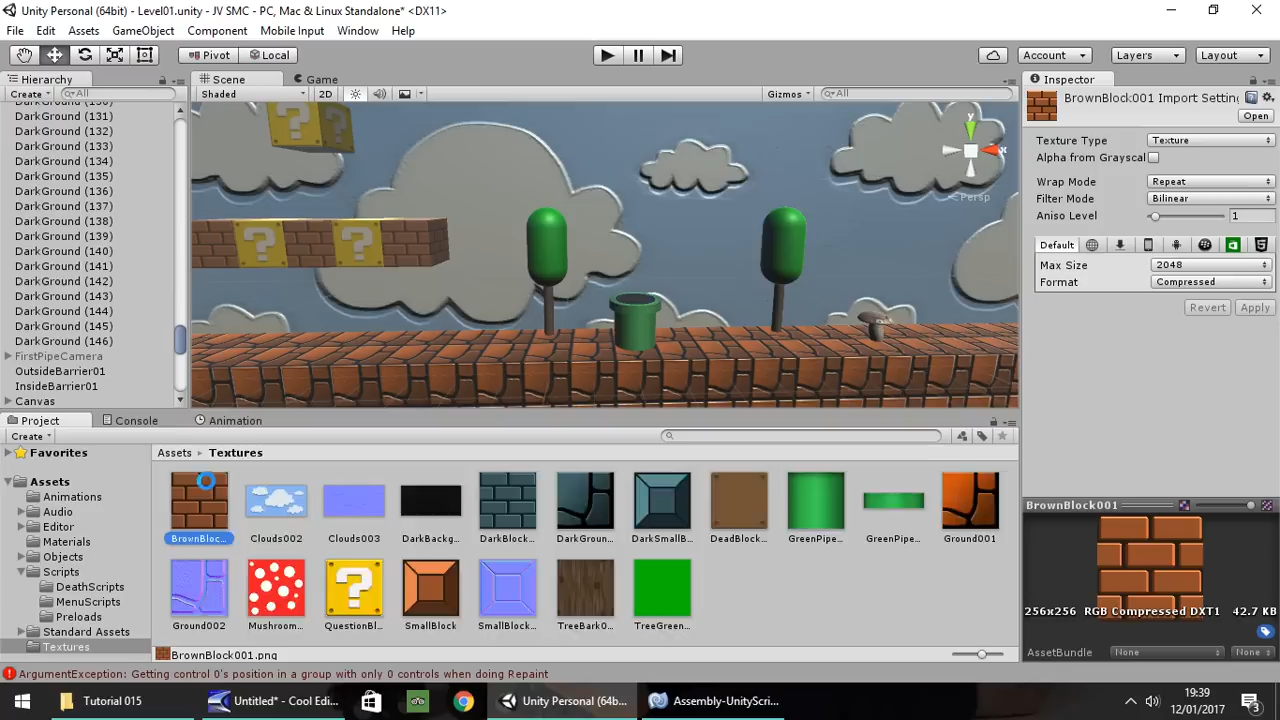 Unity Personal (64bit) - Level01.unity - JV SMC - PC, Mac & Linux Standalone* <DX11>
File Edit Assets GameObject Component Mobile Input Window Help
Pivot Local Account Layers Layout
Hierarchy Scene Game Inspector
Create All Shaded 2D Gizmos All
BrownBlock001 Import Setting
Open
DarkGround (131)
DarkGround (132)
DarkGround (133)
DarkGround (134)
DarkGround (135)
DarkGround (136)
DarkGround (137)
DarkGround (138)
DarkGround (139)
DarkGround (140)
DarkGround (141)
DarkGround (142)
DarkGround (143)
DarkGround (144)
DarkGround (145)
DarkGround (146)
FirstPipeCamera
OutsideBarrier01
InsideBarrier01
Canvas
? ? ?
y
x
Persp
Texture Type Texture
Alpha from Grayscal
Wrap Mode Repeat
Filter Mode Bilinear
Aniso Level 1
Default
Max Size 2048
Format Compressed
Revert Apply
Project Console Animation
Create
Favorites
Assets
Animations
Audio
Editor
Materials
Objects
Scripts
DeathScripts
MenuScripts
Preloads
Standard Assets
Textures
Assets Textures
BrownBloc... Clouds002 Clouds003 DarkBackg... DarkBlock... DarkGroun... DarkSmallB... DeadBlock... GreenPipe... GreenPipe... Ground001
?
Ground002 Mushroom... QuestionBl... SmallBlock SmallBlock... TreeBark0... TreeGreen...
BrownBlock001.png
BrownBlock001
256x256 RGB Compressed DXT1 42.7 KB
AssetBundle None None
ArgumentException: Getting control 0's position in a group with only 0 controls when doing Repaint
Tutorial 015 Untitled* - Cool Edi... Unity Personal (64b... Assembly-UnityScri...
19:39
12/01/2017
3